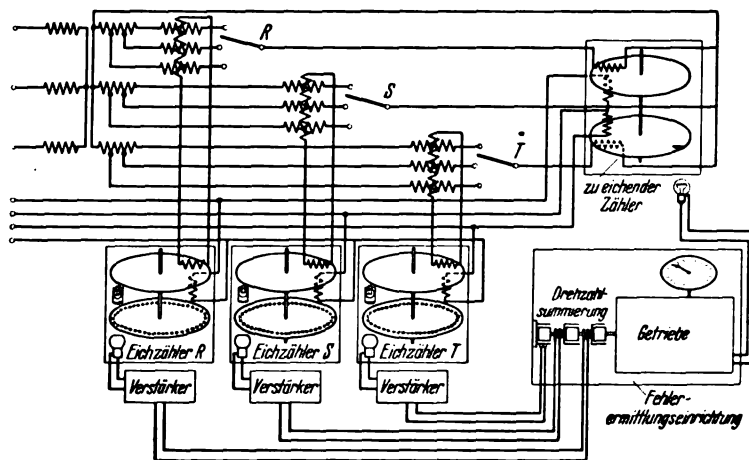 R
S
T
zu eichender
Zähler
Drehzahl-
summierung
Getriebe
Eichzähler R
Eichzähler S
Eichzähler T
Verstärker
Verstärker
Verstärker
Fehler-
ermittlungseinrichtung